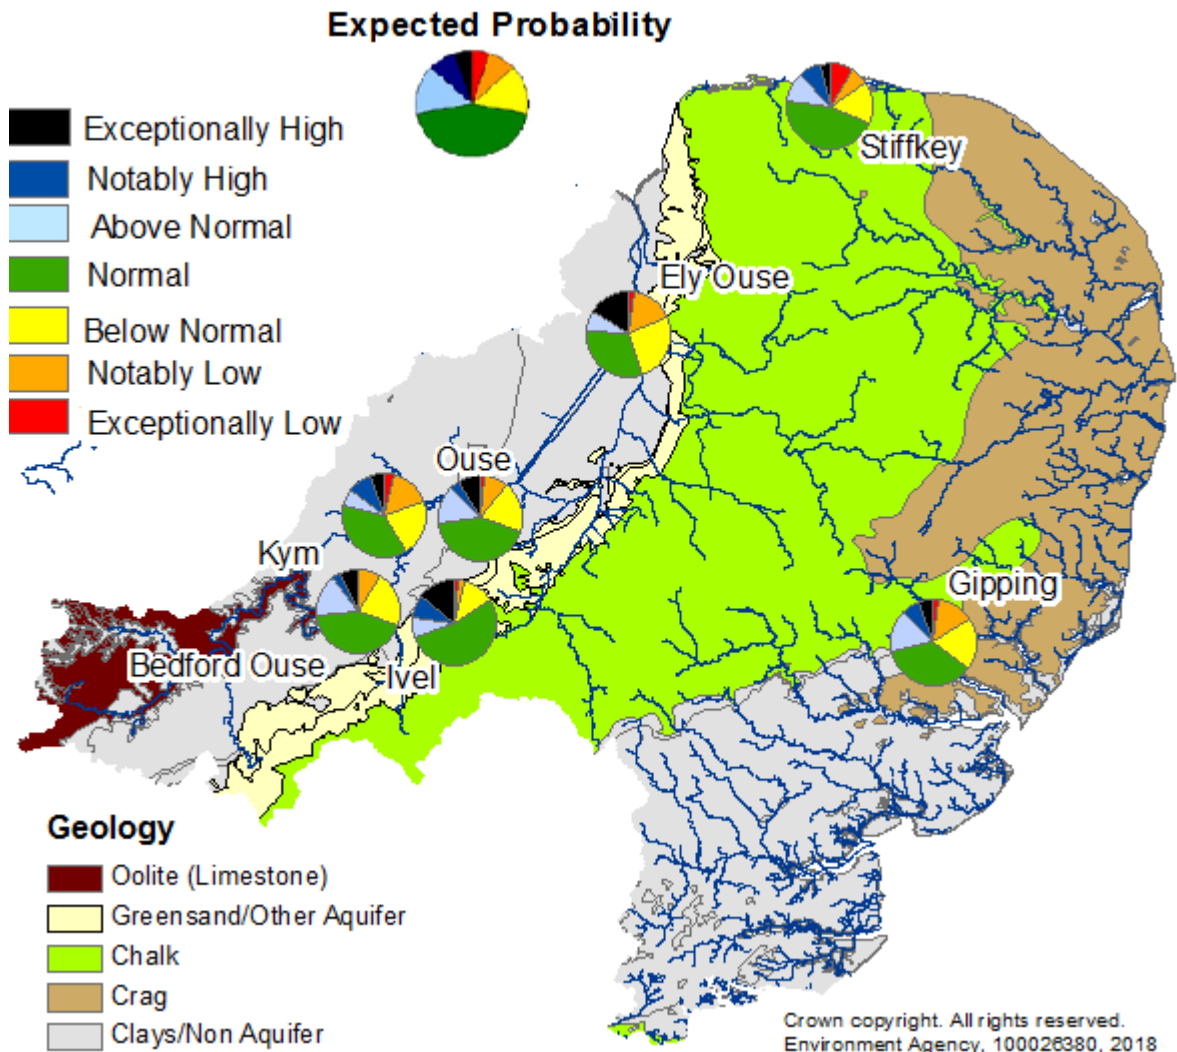 Expected Probability
Exceptionally High
Notably High
Above Normal
Normal
Below Normal
Notably Low
Exceptionally Low
Stiffkey
Ely Ouse
Ouse
Kym
Gipping
Bedford Ouse
Ivel
Geology
Oolite (Limestone)
Greensand/Other Aquifer
Chalk
Crag
Clays/Non Aquifer
Crown copyright. All rights reserved.
Environment Agency, 100026380, 2018